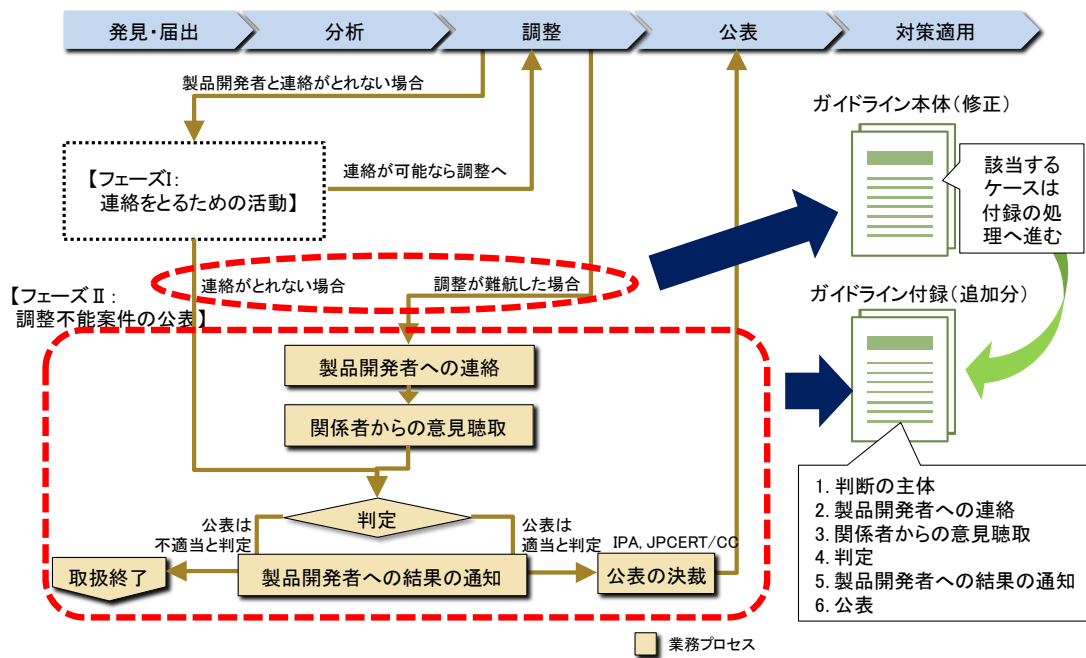 発見・届出
分析
調整
公表
対策適用
製品開発者と連絡がとれない場合
【フェーズⅠ:
連絡をとるための活動】
連絡が可能なら調整へ
連絡がとれない場合
調整が難航した場合
【フェーズⅡ:
調整不能案件の公表】
製品開発者への連絡
関係者からの意見聴取
判定
公表は
不適当と判定
公表は
適当と判定
IPA, JPCERT/CC
取扱終了
製品開発者への結果の通知
公表の決裁
業務プロセス
ガイドライン本体(修正)
該当する
ケースは
付録の処
理へ進む
ガイドライン付録(追加分)
1. 判断の主体
2. 製品開発者への連絡
3. 関係者からの意見聴取
4. 判定
5. 製品開発者への結果の通知
6. 公表